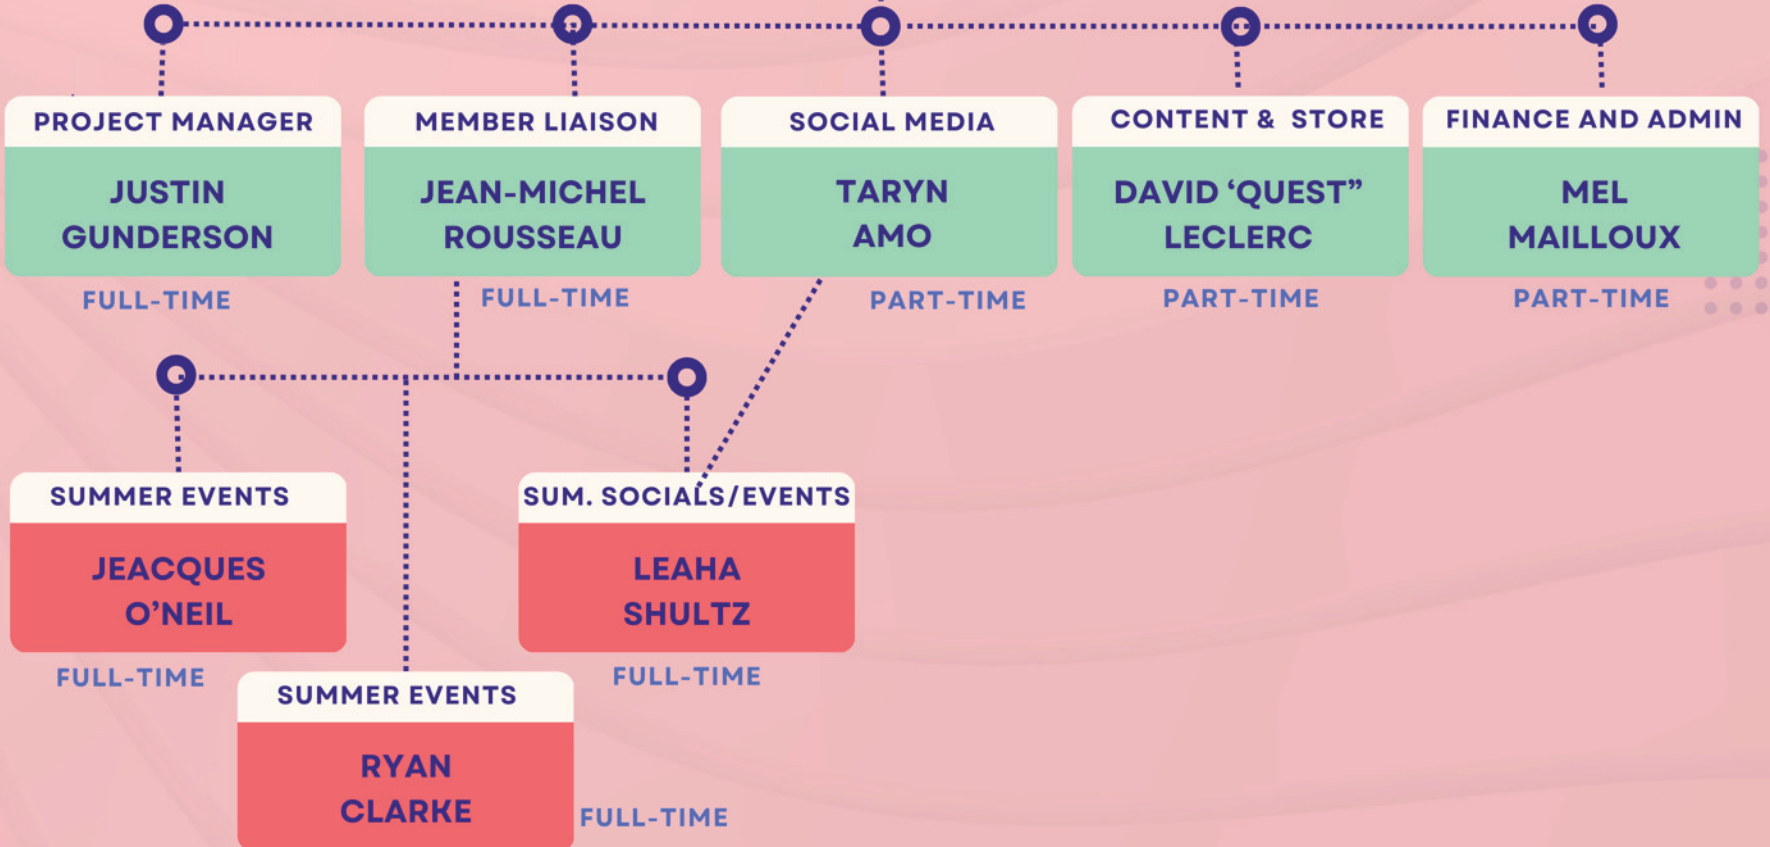 PROJECT MANAGER
JUSTIN
GUNDERSON
FULL-TIME
MEMBER LIAISON
JEAN-MICHEL
ROUSSEAU
FULL-TIME
SOCIAL MEDIA
TARYN
AMO
PART-TIME
CONTENT & STORE
DAVID ‘QUEST”
LECLERC
PART-TIME
FINANCE AND ADMIN
MEL
MAILLOUX
PART-TIME
SUMMER EVENTS
JEACQUES
O’NEIL
FULL-TIME
SUM. SOCIALS/EVENTS
LEAHA
SHULTZ
FULL-TIME
SUMMER EVENTS
RYAN
CLARKE
FULL-TIME